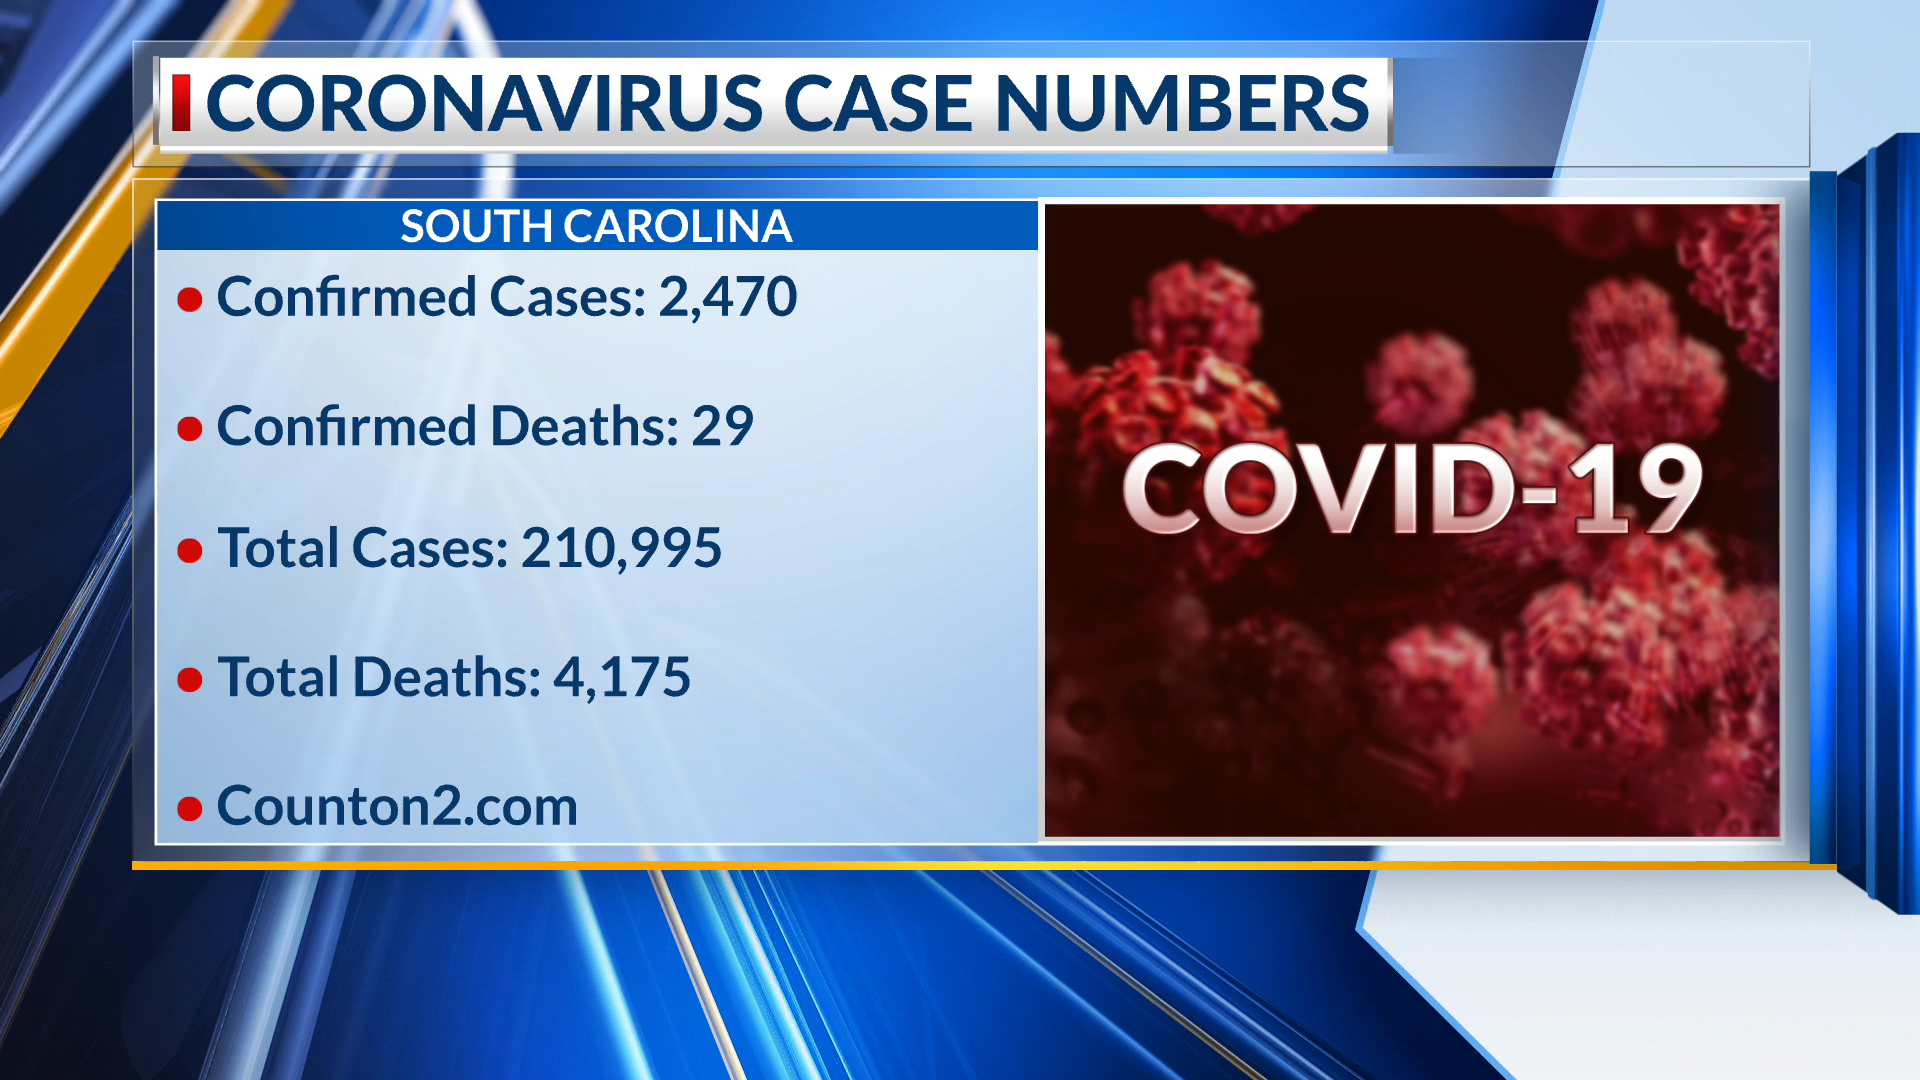 CORONAVIRUS CASE NUMBERS
SOUTH CAROLINA
• Confirmed Cases: 2,470
• Confirmed Deaths: 29
• Total Cases: 210,995
• Total Deaths: 4,175
• Counton2.com
COVID-19